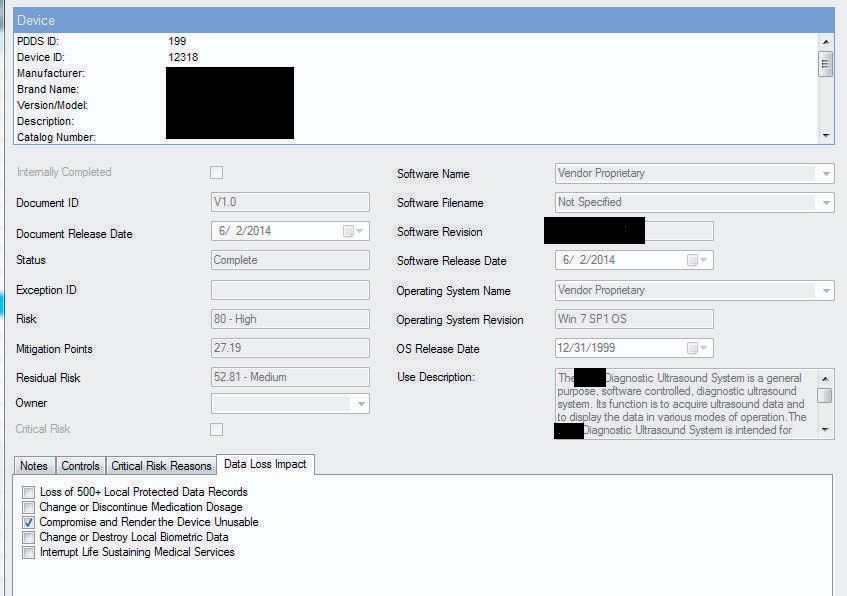 Device
PDDS ID: 199
Device ID: 12318
Manufacturer:
Brand Name:
Version/Model:
Description:
Catalog Number:
Internally Completed
Document ID V1.0
Document Release Date 6/ 2/2014
Status Complete
Exception ID
Risk 80 - High
Mitigation Points 27.19
Residual Risk 52.81 - Medium
Owner
Critical Risk
Software Name Vendor Proprietary
Software Filename Not Specified
Software Revision
Software Release Date 6/ 2/2014
Operating System Name Vendor Proprietary
Operating System Revision Win 7 SP1 OS
OS Release Date 12/31/1999
Use Description: The Diagnostic Ultrasound System is a general
purpose, software controlled, diagnostic ultrasound
system. Its function is to acquire ultrasound data and
to display the data in various modes of operation.The
Diagnostic Ultrasound System is intended for
Notes Controls Critical Risk Reasons Data Loss Impact
Loss of 500+ Local Protected Data Records
Change or Discontinue Medication Dosage
Compromise and Render the Device Unusable
Change or Destroy Local Biometric Data
Interrupt Life Sustaining Medical Services